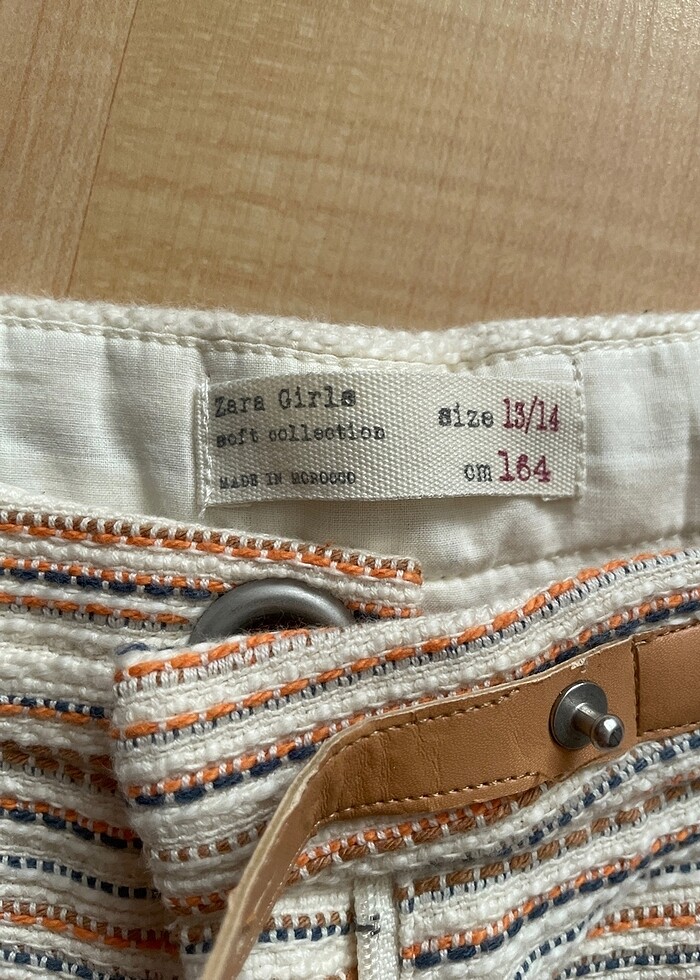 Zara Girls
soft collection
MADE IN MOROCCO
size 13/14
cm 164